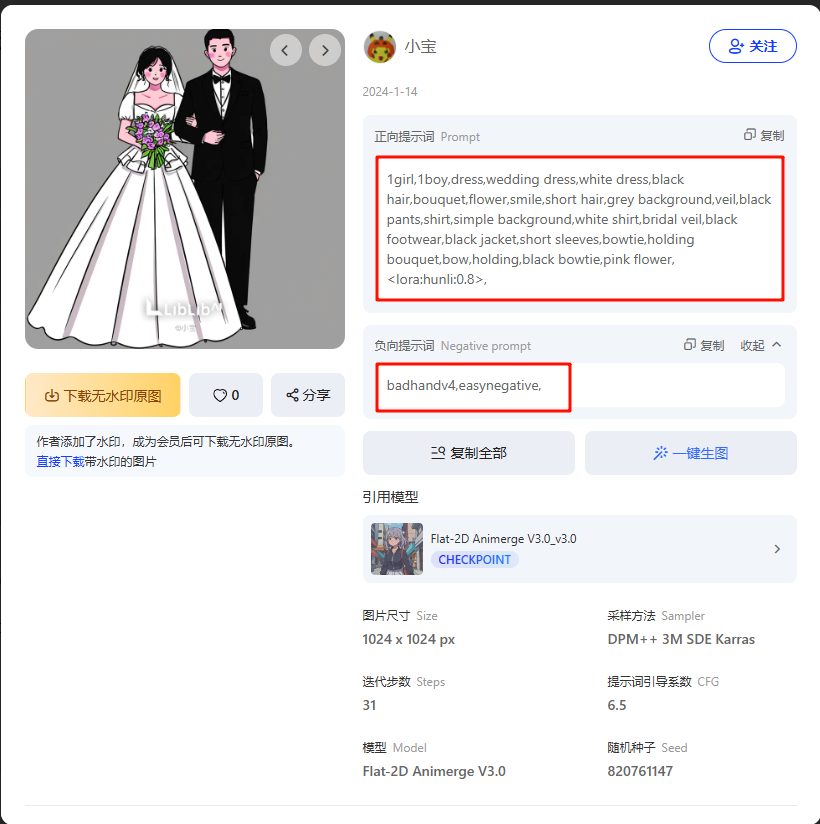 小宝
关注
2024-1-14
正向提示词 Prompt
复制
1girl,1boy,dress,wedding dress,white dress,black
hair,bouquet,flower,smile,short hair,grey background,veil,black
pants,shirt,simple background,white shirt,bridal veil,black
footwear,black jacket,short sleeves,bowtie,holding
bouquet,bow,holding,black bowtie,pink flower,
<lora:hunli:0.8>,
LibLib
©小宝
负向提示词 Negative prompt
复制 收起
badhandv4,easynegative,
下载无水印原图
0
分享
作者添加了水印，成为会员后可下载无水印原图。
直接下载带水印的图片
复制全部
一键生图
引用模型
Flat-2D Animerge V3.0_v3.0
CHECKPOINT
图片尺寸 Size
1024 x 1024 px
采样方法 Sampler
DPM++ 3M SDE Karras
迭代步数 Steps
31
提示词引导系数 CFG
6.5
模型 Model
Flat-2D Animerge V3.0
随机种子 Seed
820761147